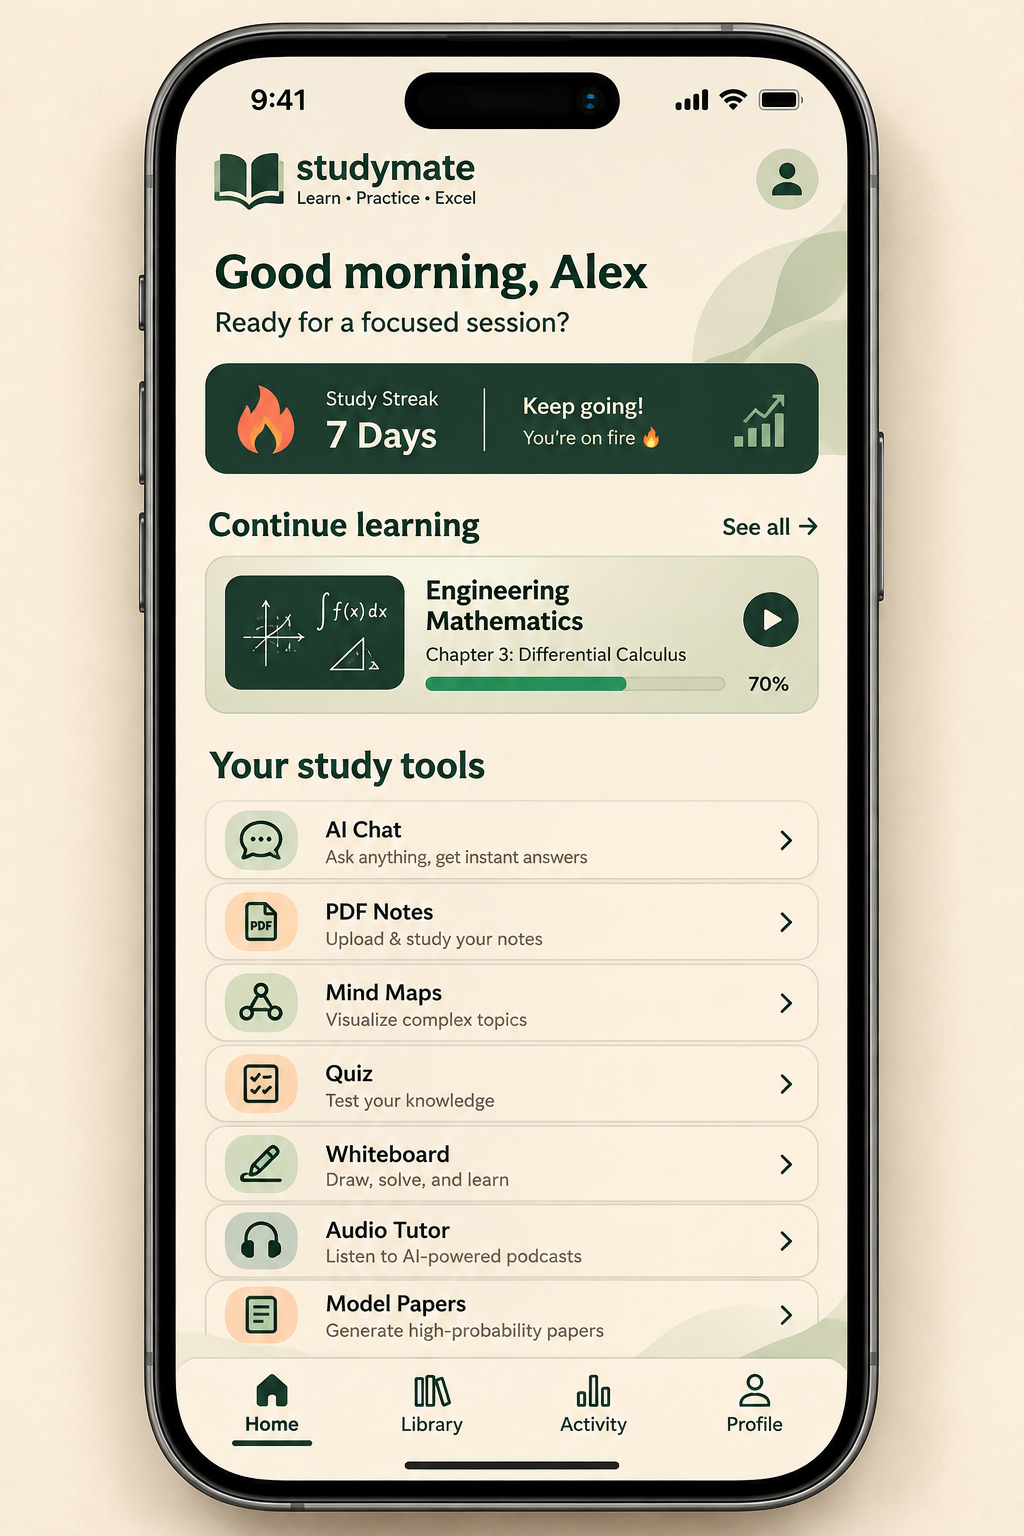 9:41
studymate
Learn • Practice • Excel
Good morning, Alex
Ready for a focused session?
Study Streak
7 Days
Keep going!
You're on fire 🔥
Continue learning
See all →
∫ f(x) dx
Engineering
Mathematics
Chapter 3: Differential Calculus
70%
Your study tools
AI Chat
Ask anything, get instant answers
PDF
PDF Notes
Upload & study your notes
Mind Maps
Visualize complex topics
Quiz
Test your knowledge
Whiteboard
Draw, solve, and learn
Audio Tutor
Listen to AI-powered podcasts
Model Papers
Generate high-probability papers
Home
Library
Activity
Profile